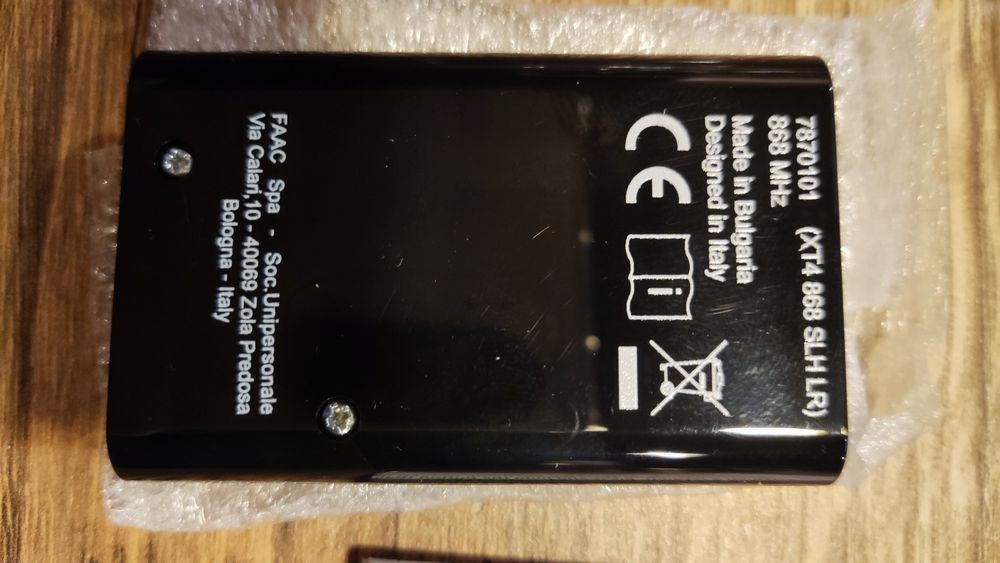 7870101 (XT4 868 SLH LR)
868 MHz
Made in Bulgaria
Designed in Italy
CE
i
FAAC Spa - Soc.Unipersonale
Via Calari,10 - 40069 Zola Predosa
Bologna - Italy